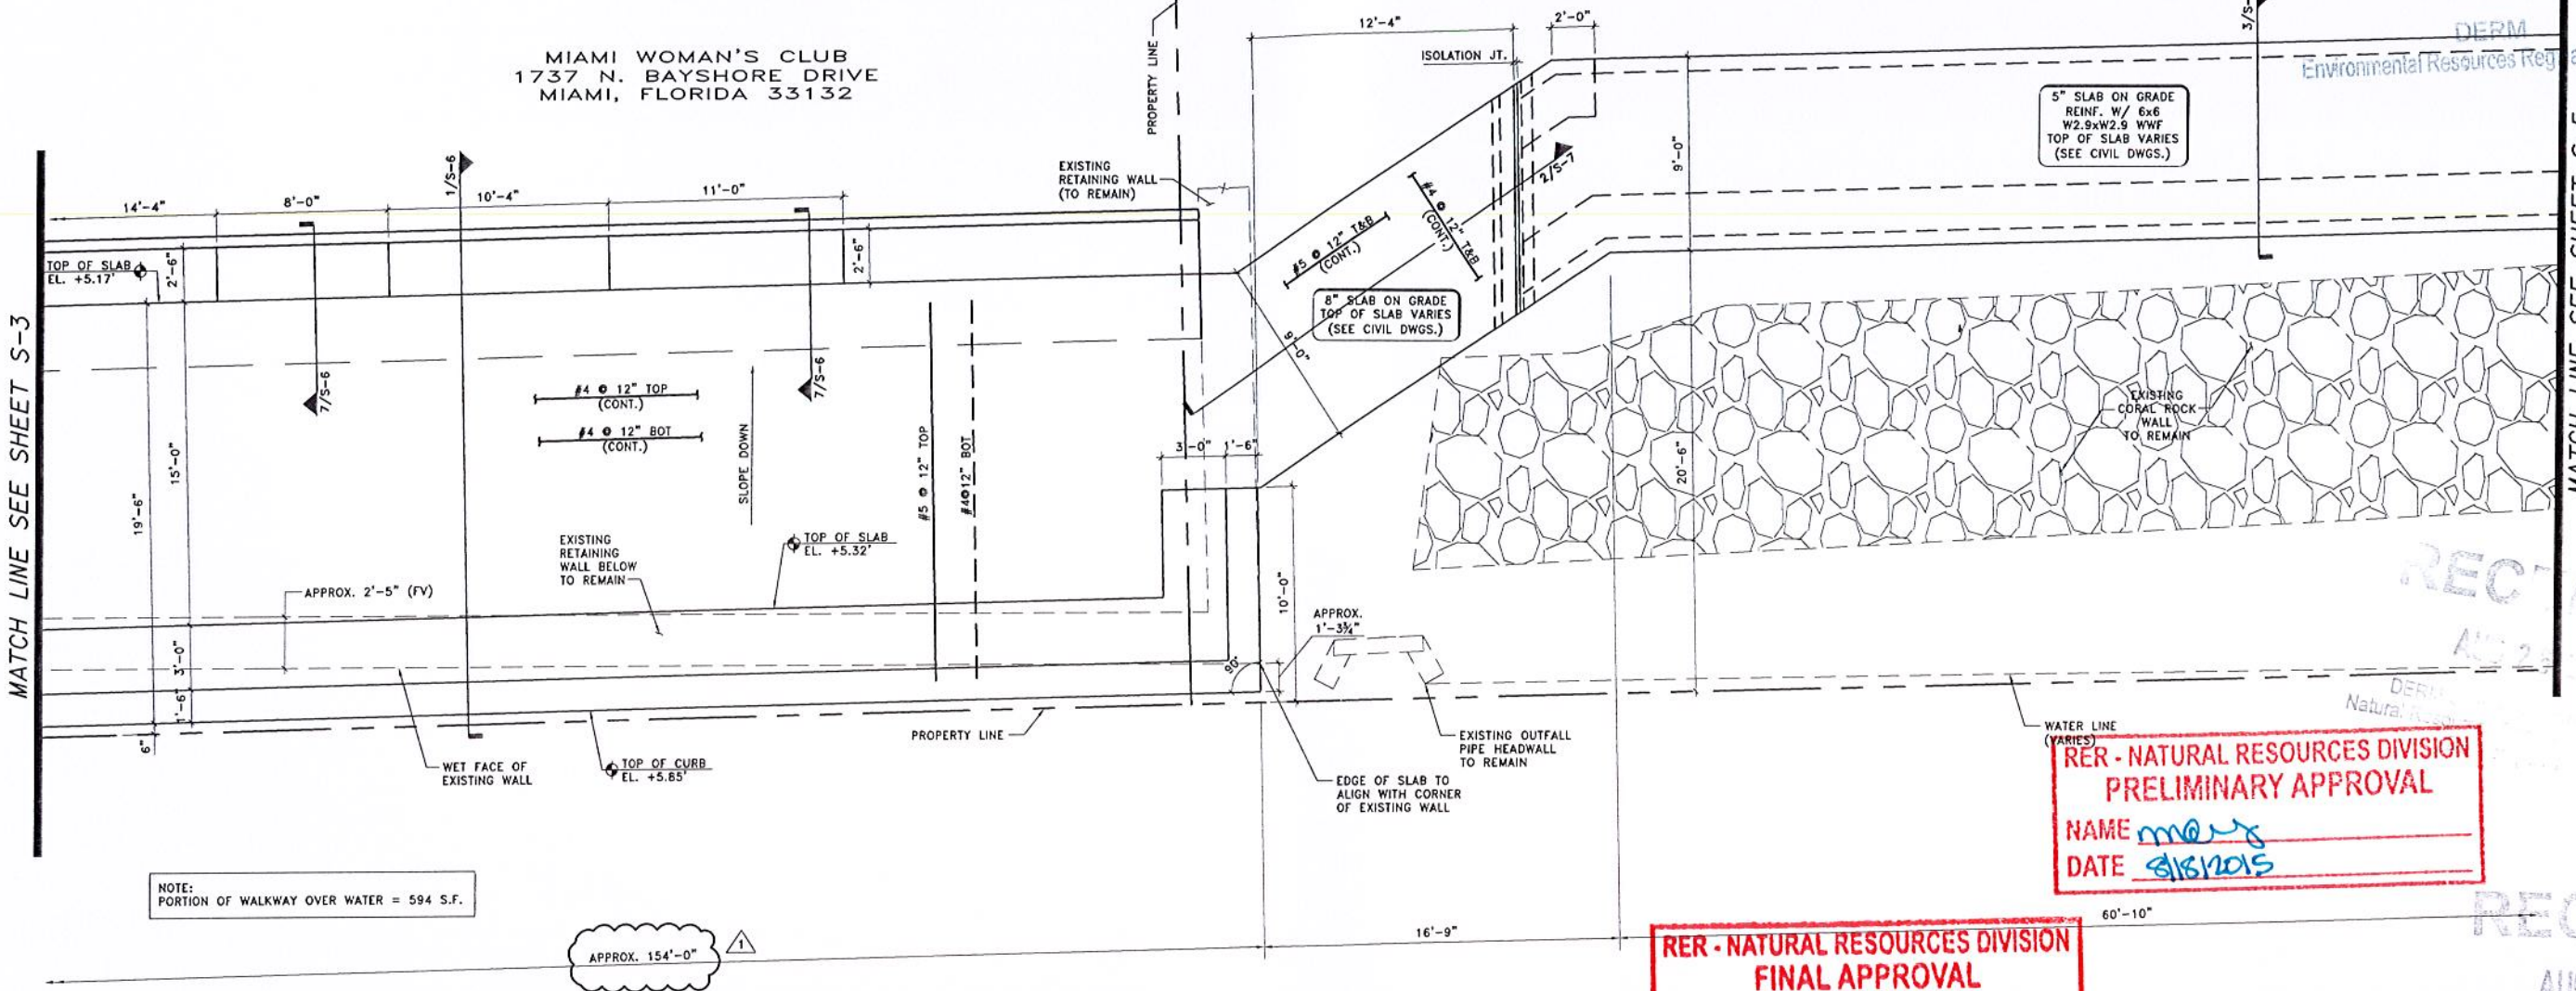 MIAMI WOMAN'S CLUB
1737 N. BAYSHORE DRIVE
MIAMI, FLORIDA 33132
MATCH LINE SEE SHEET S-3
14'-4"
8'-0"
1/S-6
10'-4"
11'-0"
TOP OF SLAB
EL. +5.17'
2'-6"
2'-6"
7/S-6
7/S-6
EXISTING
RETAINING WALL
(TO REMAIN)
PROPERTY LINE
12'-4"
2'-0"
ISOLATION JT.
2/S-7
9'-0"
#5 @ 12" T&B
(CONT.)
#4 @ 12" T&B
(CONT.)
8" SLAB ON GRADE
TOP OF SLAB VARIES
(SEE CIVIL DWGS.)
9'-0"
5" SLAB ON GRADE
REINF. W/ 6x6
W2.9xW2.9 WWF
TOP OF SLAB VARIES
(SEE CIVIL DWGS.)
DERM
Environmental Resources
#4 @ 12" TOP
(CONT.)
#4 @ 12" BOT
(CONT.)
SLOPE DOWN
#5 @ 12" TOP
#4@12" BOT
19'-6"
15'-0"
3'-0"
1'-6"
6"
3'-0"
1'-6"
10'-0"
20'-6"
EXISTING
CORAL ROCK
WALL
TO REMAIN
EXISTING
RETAINING
WALL BELOW
TO REMAIN
TOP OF SLAB
EL. +5.32'
APPROX. 2'-5" (FV)
APPROX.
1'-3¾"
90°
PROPERTY LINE
WET FACE OF
EXISTING WALL
TOP OF CURB
EL. +5.85'
EXISTING OUTFALL
PIPE HEADWALL
TO REMAIN
EDGE OF SLAB TO
ALIGN WITH CORNER
OF EXISTING WALL
WATER LINE
(VARIES)
DERM
Natural
RER - NATURAL RESOURCES DIVISION
PRELIMINARY APPROVAL
NAME
DATE 8/18/2015
NOTE:
PORTION OF WALKWAY OVER WATER = 594 S.F.
APPROX. 154'-0"
1
16'-9"
60'-10"
RER - NATURAL RESOURCES DIVISION
FINAL APPROVAL